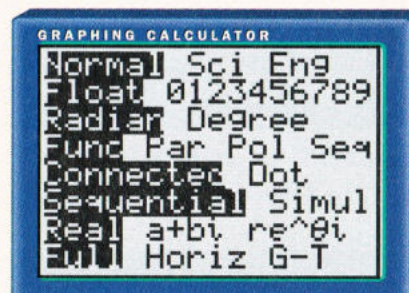 GRAPHING CALCULATOR
Normal Sci Eng
Float 0123456789
Radian Degree
Func Par Pol Seq
Connected Dot
Sequential Simul
Real a+bi re^θi
Full Horiz G-T